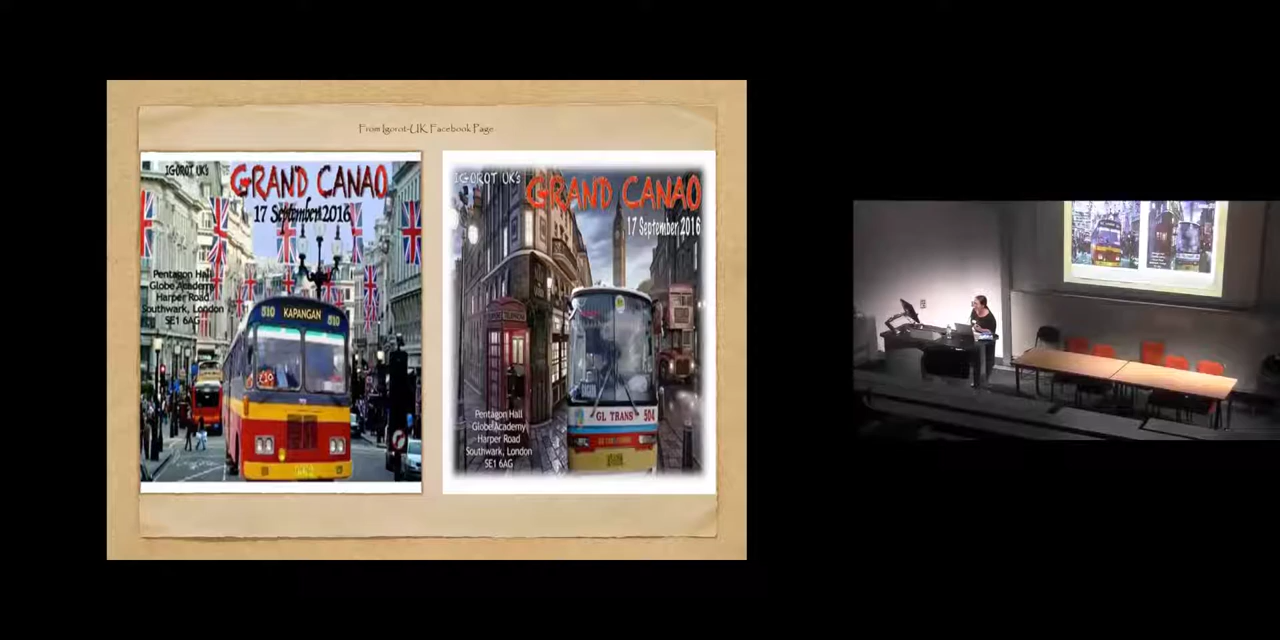 From Igorot-UK Facebook Page
IGOROT UK's
GRAND CANAO
17 September 2016
Pentagon Hall
Globe Academy
Harper Road
Southwark, London
SE1 6AG
510 KAPANGAN 510
IGOROT UK's
GRAND CANAO
17 September 2016
GL TRANS 504
Pentagon Hall
Globe Academy
Harper Road
Southwark, London
SE1 6AG